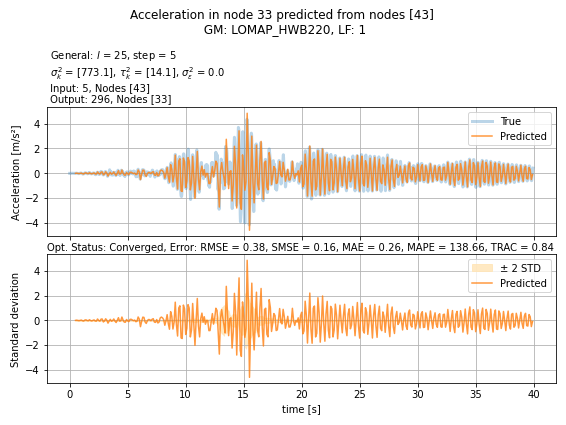 Acceleration in node 33 predicted from nodes [43]
GM: LOMAP_HWB220, LF: 1
General: l = 25, step = 5
σ²ₖ = [773.1], τ²ₖ = [14.1], σ²ε = 0.0
Input: 5, Nodes [43]
Output: 296, Nodes [33]
Acceleration [m/s²]
4
2
0
−2
−4
True
Predicted
Opt. Status: Converged, Error: RMSE = 0.38, SMSE = 0.16, MAE = 0.26, MAPE = 138.66, TRAC = 0.84
Standard deviation
4
2
0
−2
−4
± 2 STD
Predicted
0 5 10 15 20 25 30 35 40
time [s]